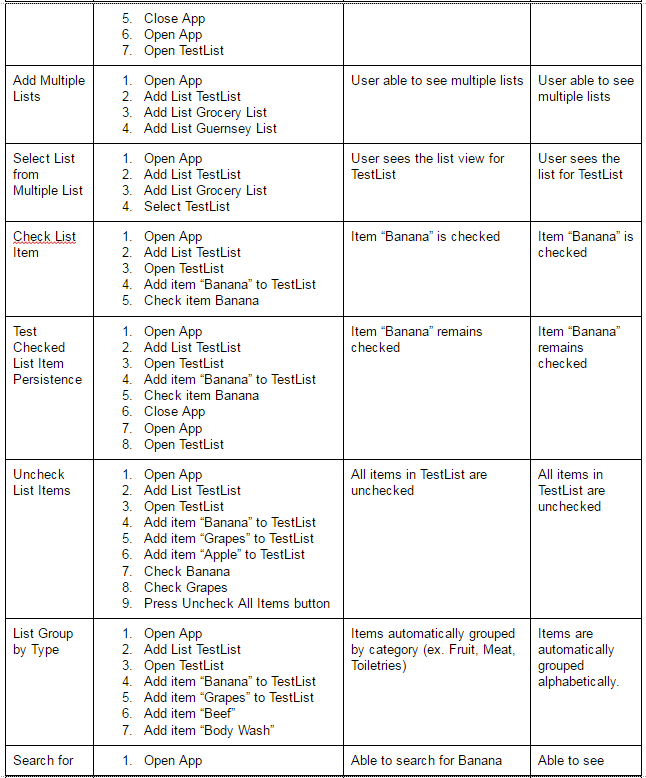 5. Close App
6. Open App
7. Open TestList
Add Multiple
Lists
1. Open App
2. Add List TestList
3. Add List Grocery List
4. Add List Guernsey List
User able to see multiple lists
User able to see
multiple lists
Select List
from
Multiple List
1. Open App
2. Add List TestList
3. Add List Grocery List
4. Select TestList
User sees the list view for
TestList
User sees the
list for TestList
Check List
Item
1. Open App
2. Add List TestList
3. Open TestList
4. Add item “Banana” to TestList
5. Check item Banana
Item “Banana” is checked
Item “Banana” is
checked
Test
Checked
List Item
Persistence
1. Open App
2. Add List TestList
3. Open TestList
4. Add item “Banana” to TestList
5. Check item Banana
6. Close App
7. Open App
8. Open TestList
Item “Banana” remains
checked
Item “Banana”
remains
checked
Uncheck
List Items
1. Open App
2. Add List TestList
3. Open TestList
4. Add item “Banana” to TestList
5. Add item “Grapes” to TestList
6. Add item “Apple” to TestList
7. Check Banana
8. Check Grapes
9. Press Uncheck All Items button
All items in TestList are
unchecked
All items in
TestList are
unchecked
List Group
by Type
1. Open App
2. Add List TestList
3. Open TestList
4. Add item “Banana” to TestList
5. Add item “Grapes” to TestList
6. Add item “Beef”
7. Add item “Body Wash”
Items automatically grouped
by category (ex. Fruit, Meat,
Toiletries)
Items are
automatically
grouped
alphabetically.
Search for
1. Open App
Able to search for Banana
Able to see